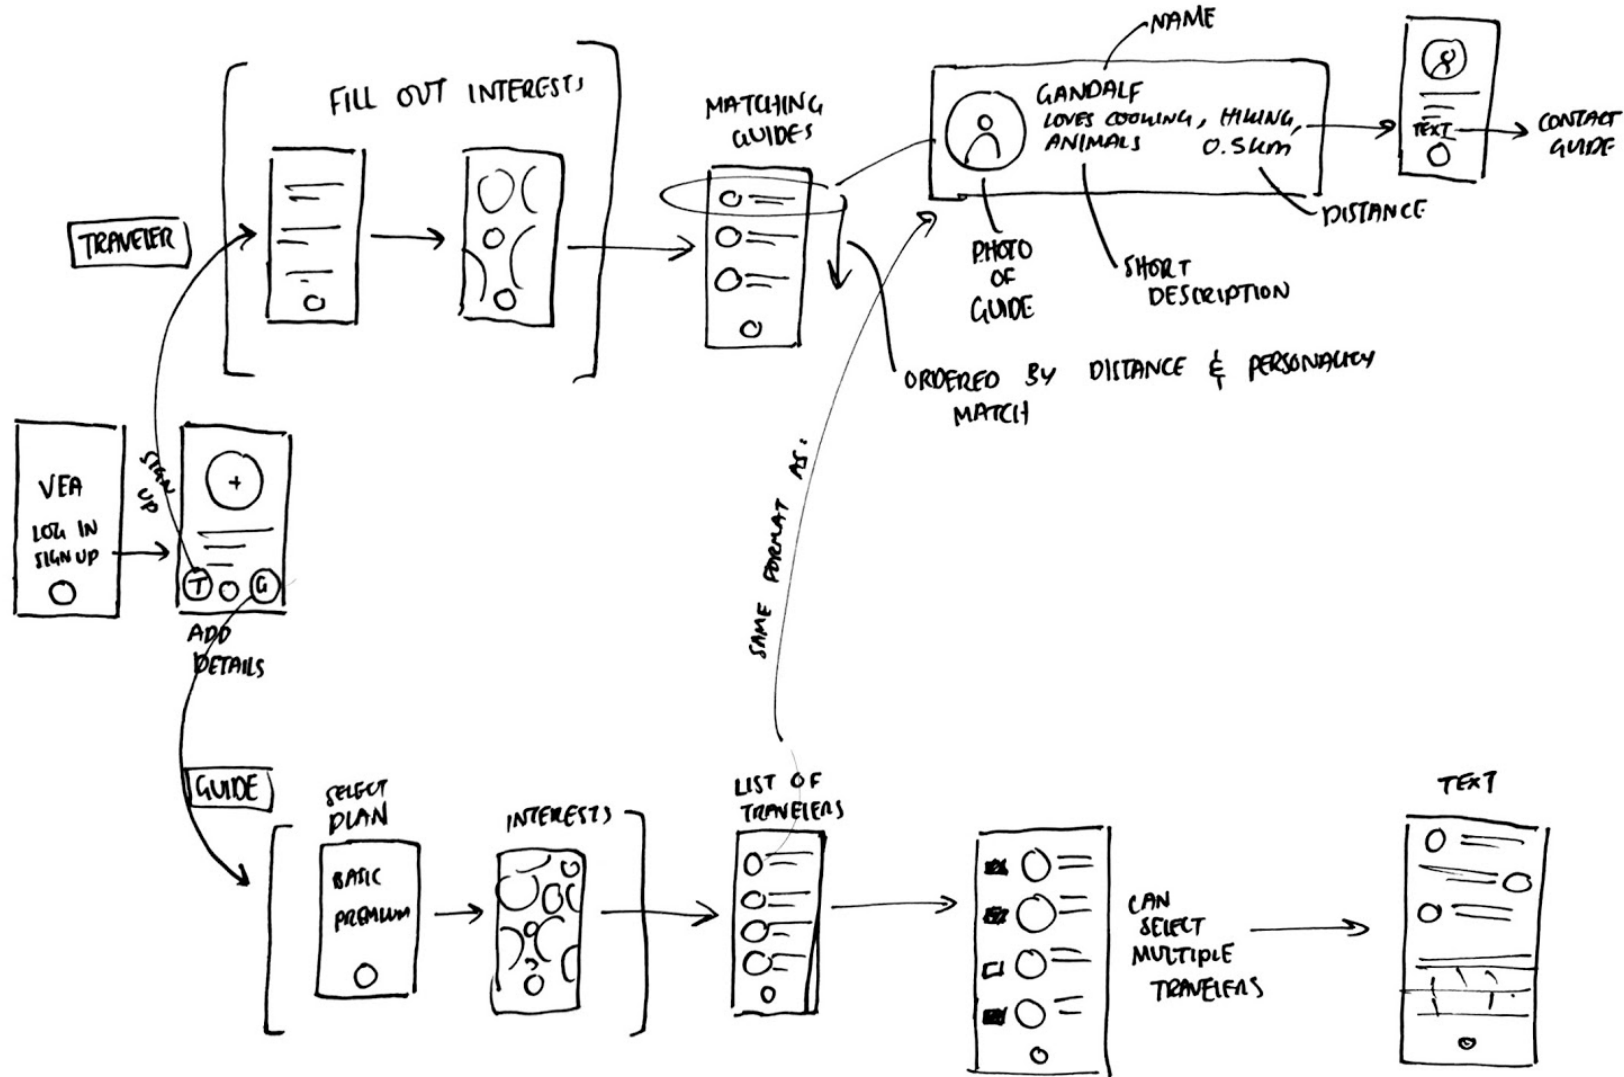 NAME
FILL OUT INTERESTS
MATCHING
GUIDES
GANDALF
LOVES COOKING, HIKING,
ANIMALS 0.5km
TEXT
CONTACT
GUIDE
TRAVELER
DISTANCE
PHOTO
OF
GUIDE
SHORT
DESCRIPTION
ORDERED BY DISTANCE & PERSONALITY
MATCH
SIGN
UP
VEA
LOG IN
SIGN UP
T
G
ADD
DETAILS
SAME FORMAT AS:
GUIDE
SELECT
PLAN
BASIC
PREMIUM
INTERESTS
LIST OF
TRAVELERS
CAN
SELECT
MULTIPLE
TRAVELERS
TEXT